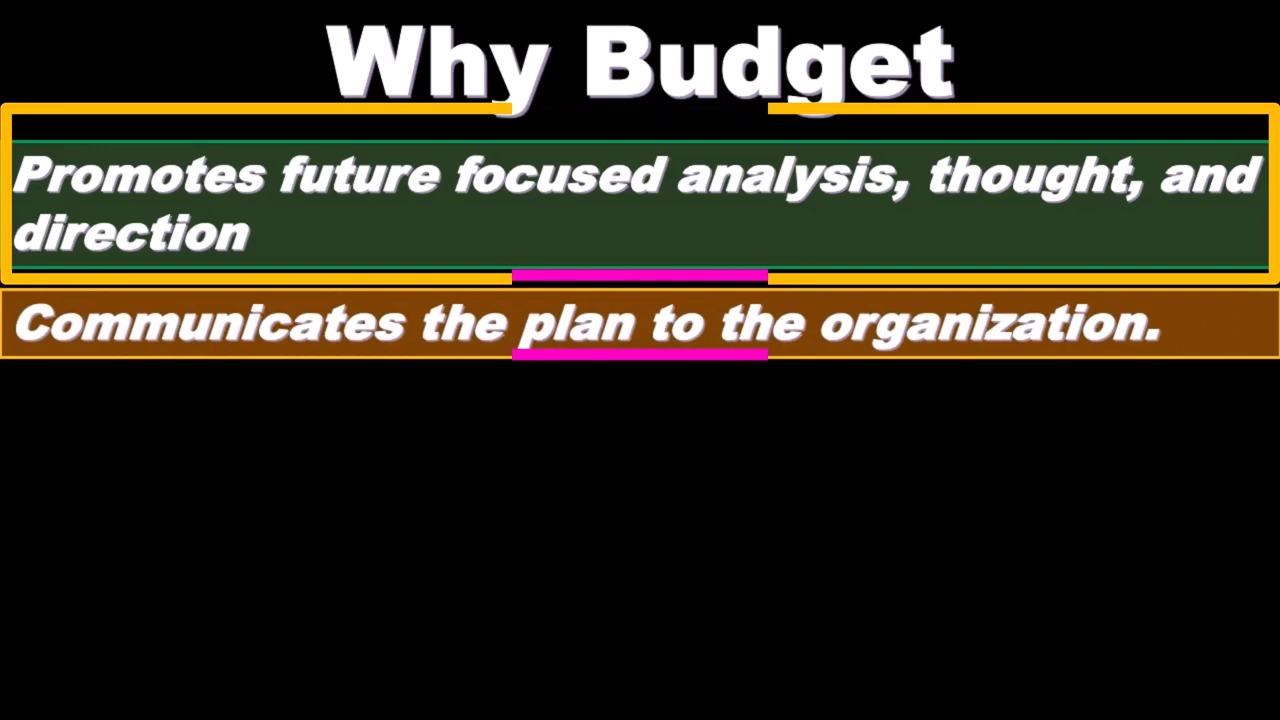 Why Budget
Promotes future focused analysis, thought, and
direction
Communicates the plan to the organization.